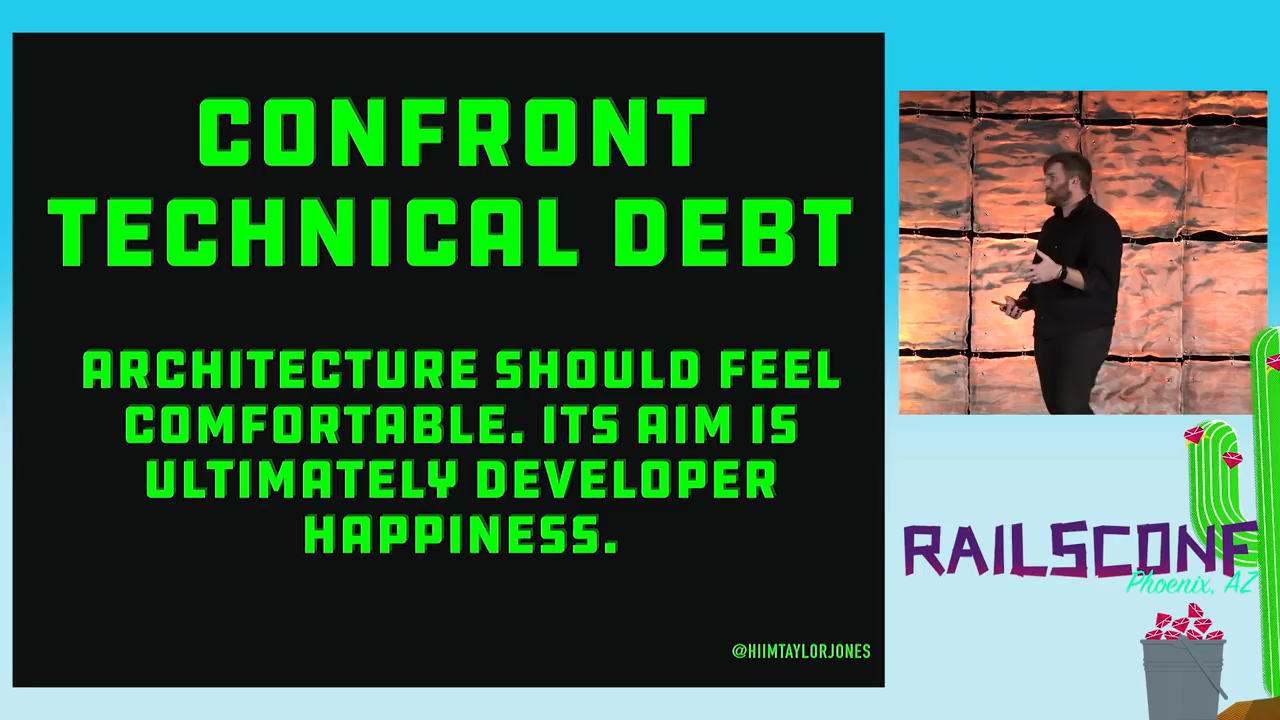 CONFRONT
TECHNICAL DEBT
ARCHITECTURE SHOULD FEEL
COMFORTABLE. ITS AIM IS
ULTIMATELY DEVELOPER
HAPPINESS.
@HIIMTAYLORJONES
RAILSCONF
Phoenix, AZ